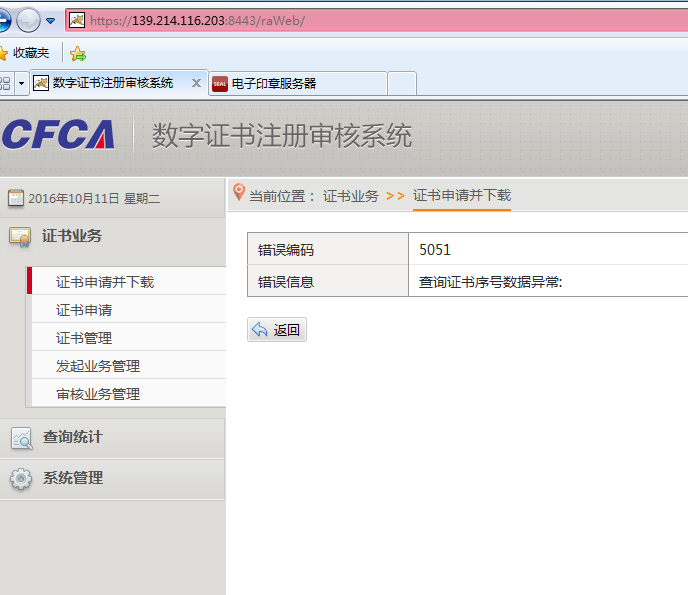 https://139.214.116.203:8443/raWeb/
收藏夹
数字证书注册审核系统 X
SEAL 电子印章服务器
CFCA 数字证书注册审核系统
2016年10月11日 星期二
当前位置： 证书业务 >> 证书申请并下载
证书业务
证书申请并下载
证书申请
证书管理
发起业务管理
审核业务管理
查询统计
系统管理
错误编码 5051
错误信息 查询证书序号数据异常:
返回